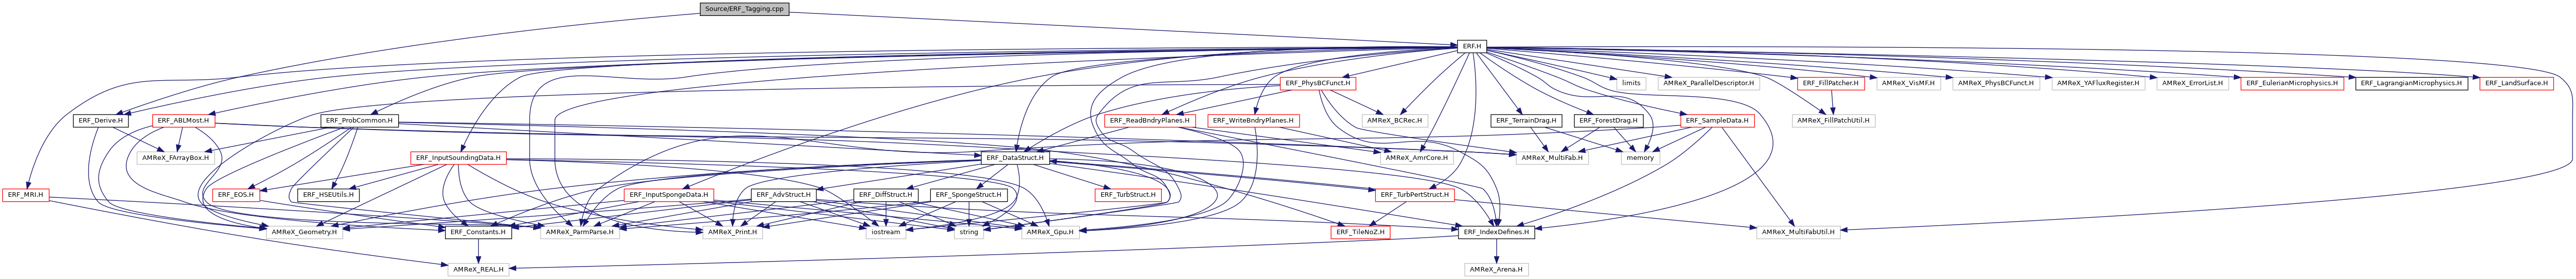 Source/ERF_Tagging.cpp
ERF.H
ERF_PhysBCFunct.H
limits
AMReX_ParallelDescriptor.H
ERF_FillPatcher.H
AMReX_VisMF.H
AMReX_PhysBCFunct.H
AMReX_YAFluxRegister.H
AMReX_ErrorList.H
ERF_EulerianMicrophysics.H
ERF_LagrangianMicrophysics.H
ERF_LandSurface.H
ERF_Derive.H
ERF_ABLMost.H
ERF_ProbCommon.H
ERF_ReadBndryPlanes.H
ERF_WriteBndryPlanes.H
AMReX_BCRec.H
ERF_TerrainDrag.H
ERF_ForestDrag.H
ERF_SampleData.H
AMReX_FillPatchUtil.H
AMReX_FArrayBox.H
ERF_InputSoundingData.H
ERF_DataStruct.H
AMReX_AmrCore.H
AMReX_MultiFab.H
memory
ERF_MRI.H
ERF_EOS.H
ERF_HSEUtils.H
ERF_InputSpongeData.H
ERF_AdvStruct.H
ERF_DiffStruct.H
ERF_SpongeStruct.H
ERF_TurbStruct.H
ERF_TurbPertStruct.H
AMReX_Geometry.H
ERF_Constants.H
AMReX_ParmParse.H
AMReX_Print.H
iostream
string
AMReX_Gpu.H
ERF_TileNoZ.H
ERF_IndexDefines.H
AMReX_MultiFabUtil.H
AMReX_REAL.H
AMReX_Arena.H